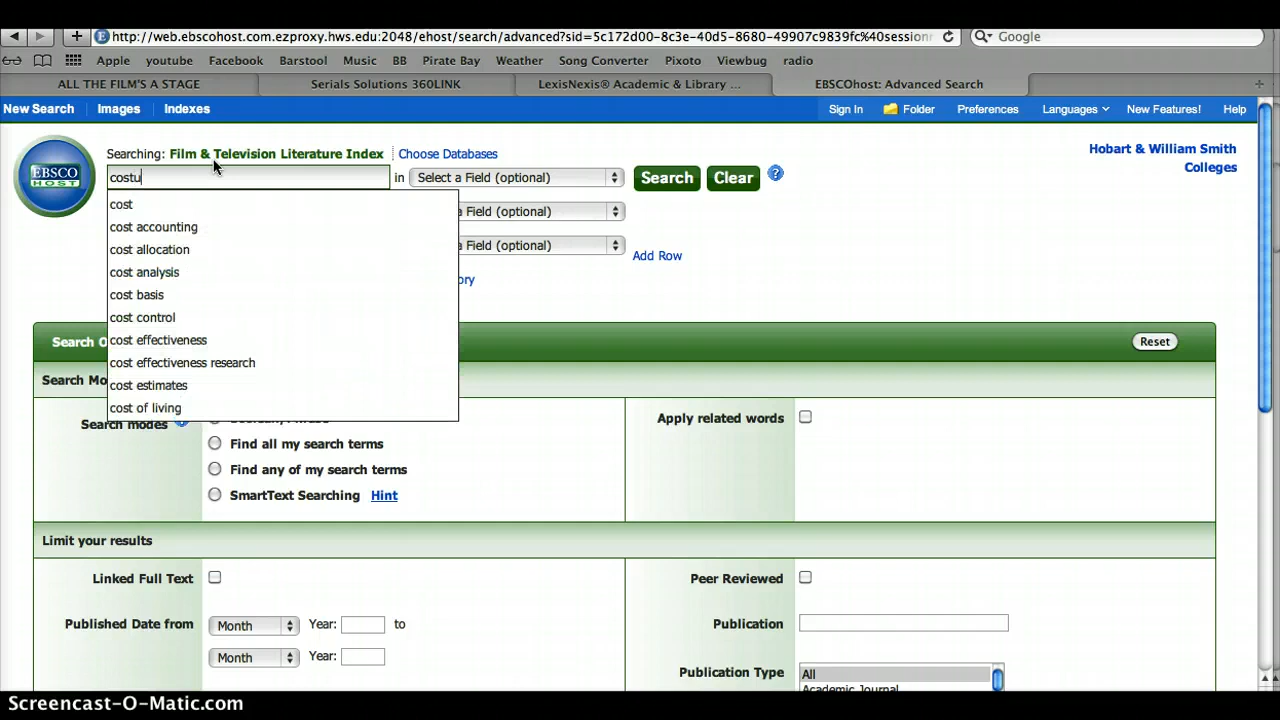 http://web.ebscohost.com.ezproxy.hws.edu:2048/ehost/search/advanced?sid=5c172d00-8c3e-40d5-8680-49907c9839fc%40session
Google
Apple youtube Facebook Barstool Music BB Pirate Bay Weather Song Converter Pixoto Viewbug radio
ALL THE FILM'S A STAGE Serials Solutions 360LINK LexisNexis® Academic & Library ... EBSCOhost: Advanced Search
New Search Images Indexes Sign In Folder Preferences Languages New Features! Help
EBSCO
HOST
Searching: Film & Television Literature Index Choose Databases
Hobart & William Smith
Colleges
costu in Select a Field (optional) Search Clear ?
cost
a Field (optional)
cost accounting
cost allocation
a Field (optional)
Add Row
cost analysis
ory
cost basis
cost control
cost effectiveness
Search O
Reset
cost effectiveness research
Search Mo
cost estimates
cost of living
Search modes
Apply related words
Find all my search terms
Find any of my search terms
SmartText Searching Hint
Limit your results
Linked Full Text
Peer Reviewed
Published Date from Month Year: to
Publication
Month Year:
Publication Type All
Academic Journal
Screencast-O-Matic.com